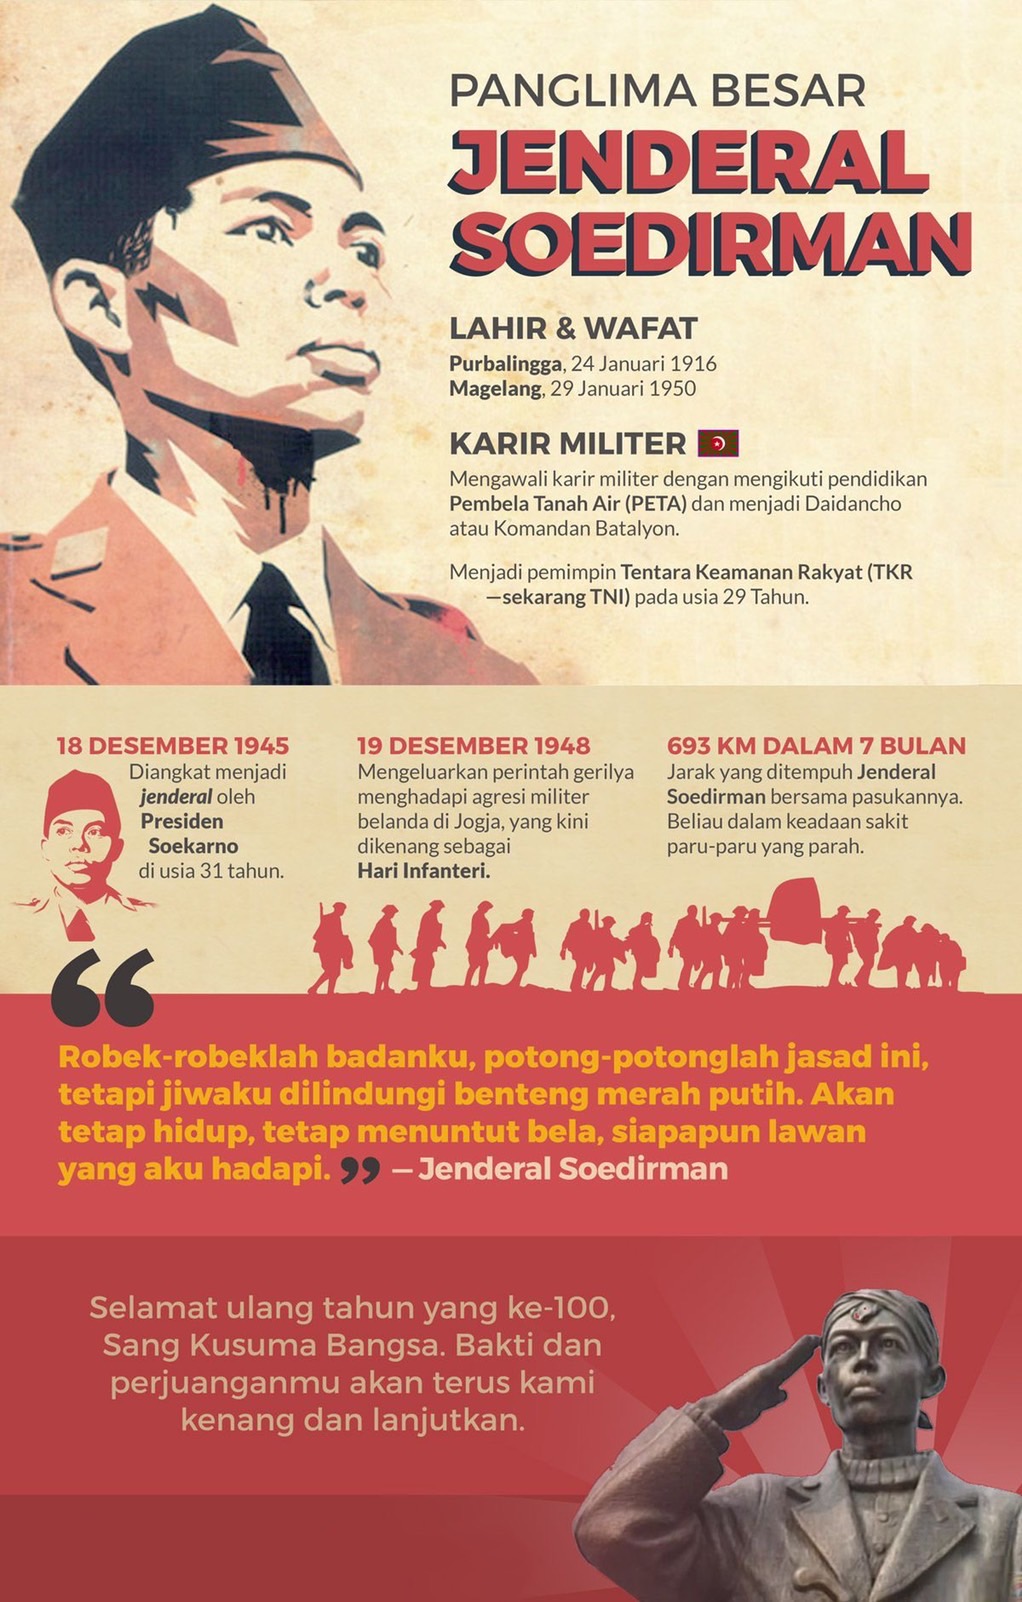 PANGLIMA BESAR
JENDERAL
SOEDIRMAN
LAHIR & WAFAT
Purbalingga, 24 Januari 1916
Magelang, 29 Januari 1950
KARIR MILITER
Mengawali karir militer dengan mengikuti pendidikan
Pembela Tanah Air (PETA) dan menjadi Daidancho
atau Komandan Batalyon.
Menjadi pemimpin Tentara Keamanan Rakyat (TKR
—sekarang TNI) pada usia 29 Tahun.
18 DESEMBER 1945
Diangkat menjadi
jenderal oleh
Presiden
Soekarno
di usia 31 tahun.
19 DESEMBER 1948
Mengeluarkan perintah gerilya
menghadapi agresi militer
belanda di Jogja, yang kini
dikenang sebagai
Hari Infanteri.
693 KM DALAM 7 BULAN
Jarak yang ditempuh Jenderal
Soedirman bersama pasukannya.
Beliau dalam keadaan sakit
paru-paru yang parah.
“Robek-robeklah badanku, potong-potonglah jasad ini,
tetapi jiwaku dilindungi benteng merah putih. Akan
tetap hidup, tetap menuntut bela, siapapun lawan
yang aku hadapi.” — Jenderal Soedirman
Selamat ulang tahun yang ke-100,
Sang Kusuma Bangsa. Bakti dan
perjuanganmu akan terus kami
kenang dan lanjutkan.